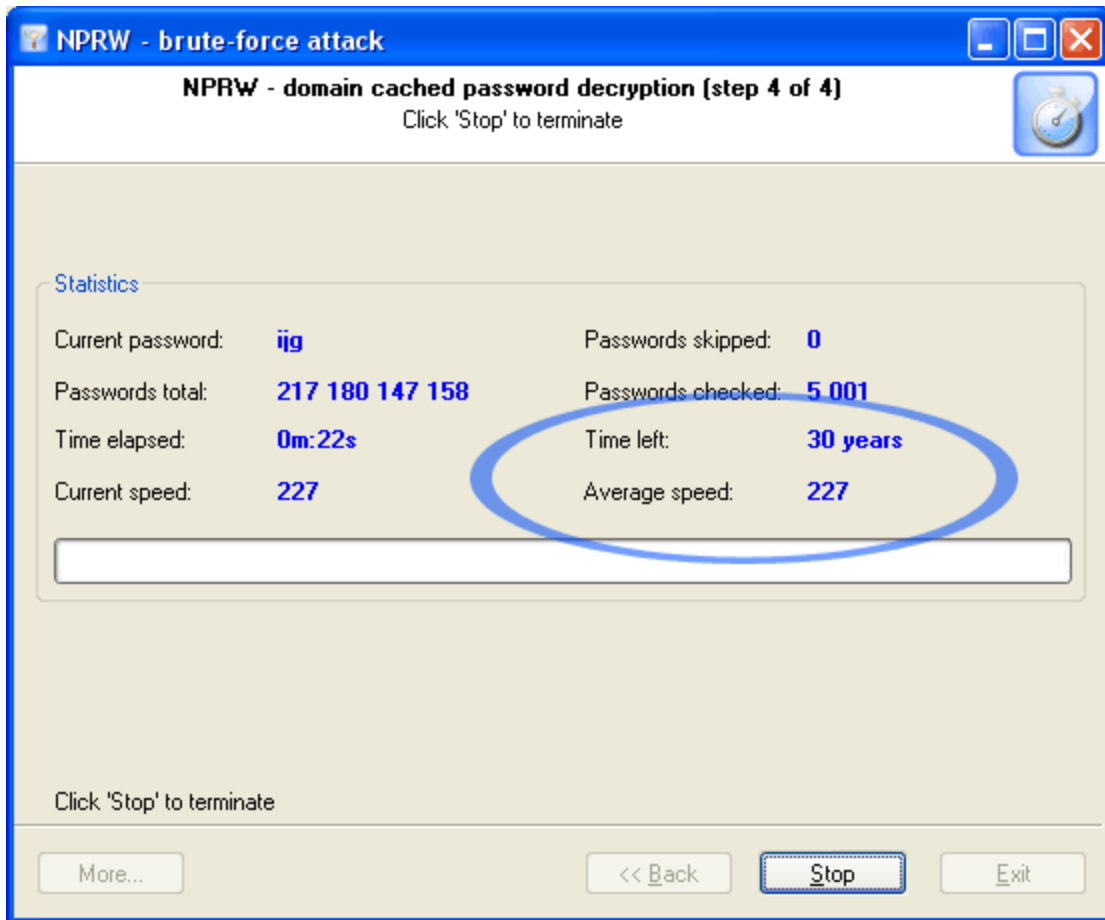 NPRW - brute-force attack
NPRW - domain cached password decryption (step 4 of 4)
Click 'Stop' to terminate
Statistics
Current password: ijg Passwords skipped: 0
Passwords total: 217 180 147 158 Passwords checked: 5 001
Time elapsed: 0m:22s Time left: 30 years
Current speed: 227 Average speed: 227
Click 'Stop' to terminate
More... << Back Stop Exit